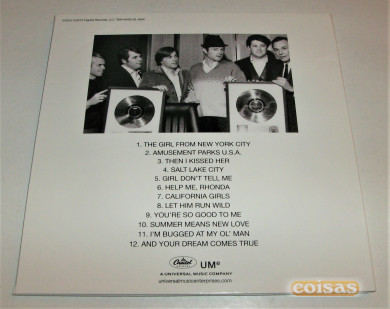 1. THE GIRL FROM NEW YORK CITY
2. AMUSEMENT PARKS U.S.A.
3. THEN I KISSED HER
4. SALT LAKE CITY
5. GIRL DON'T TELL ME
6. HELP ME, RHONDA
7. CALIFORNIA GIRLS
8. LET HIM RUN WILD
9. YOU'RE SO GOOD TO ME
10. SUMMER MEANS NEW LOVE
11. I'M BUGGED AT MY OL' MAN
12. AND YOUR DREAM COMES TRUE
Capitol UMe
A UNIVERSAL MUSIC COMPANY
universalmusicenterprises.com
coisas